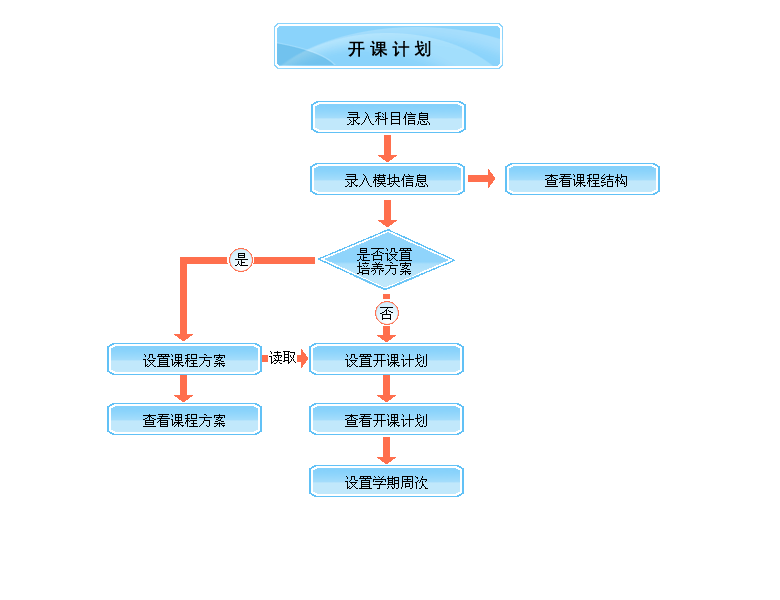 开课计划
录入科目信息
录入模块信息
查看课程结构
是否设置
培养方案
是
否
设置课程方案
读取
设置开课计划
查看课程方案
查看开课计划
设置学期周次